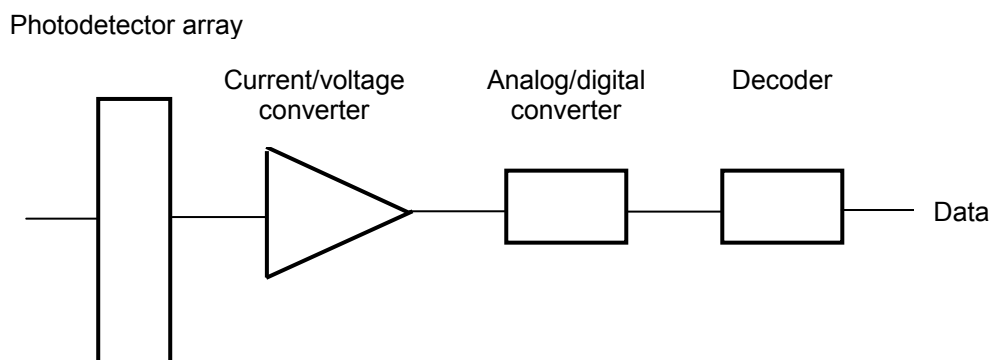 Photodetector array
Current/voltage
converter
Analog/digital
converter
Decoder
Data